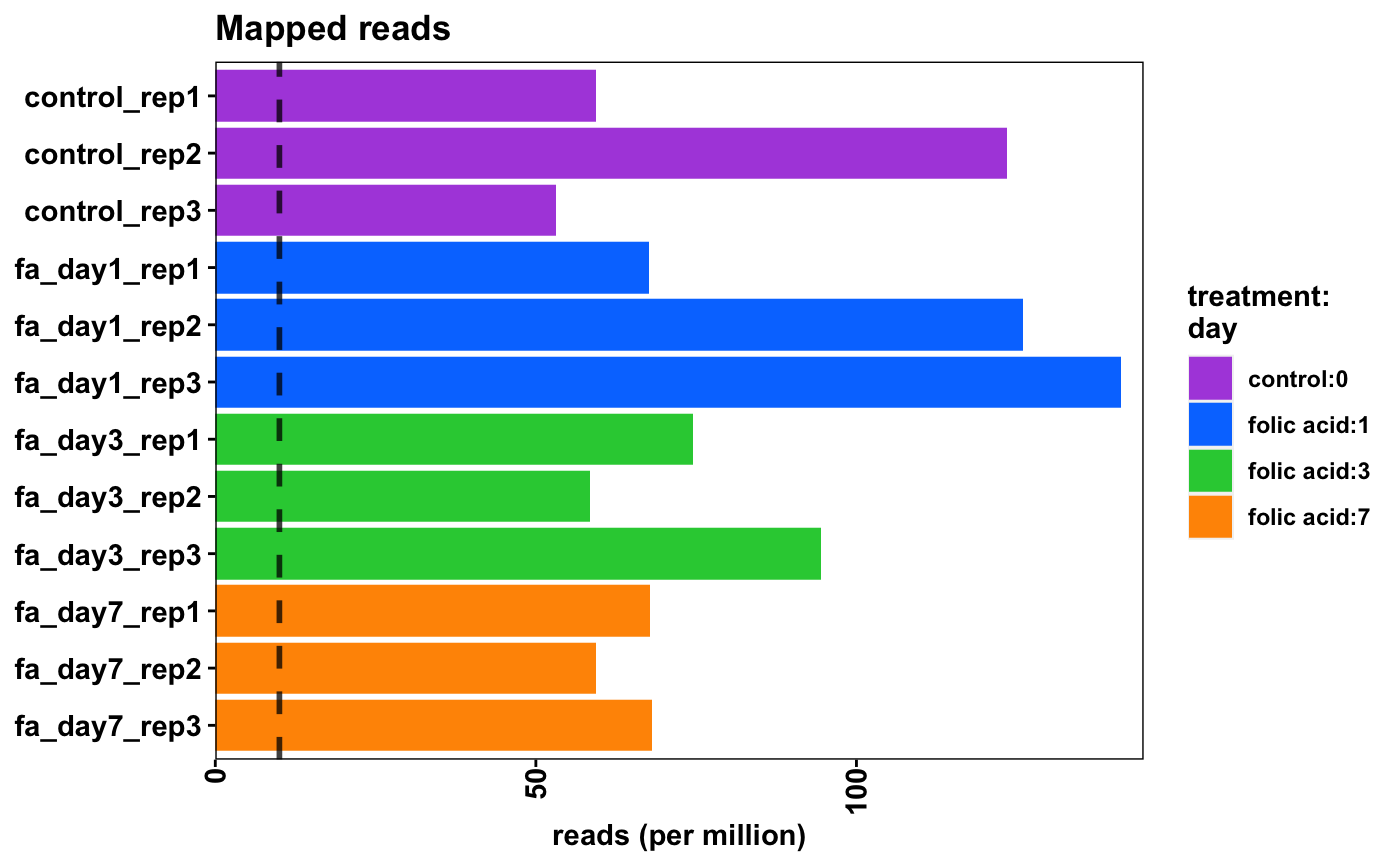 Mapped reads
control_rep1
control_rep2
control_rep3
fa_day1_rep1
fa_day1_rep2
fa_day1_rep3
fa_day3_rep1
fa_day3_rep2
fa_day3_rep3
fa_day7_rep1
fa_day7_rep2
fa_day7_rep3
0
50
100
reads (per million)
treatment:
day
control:0
folic acid:1
folic acid:3
folic acid:7